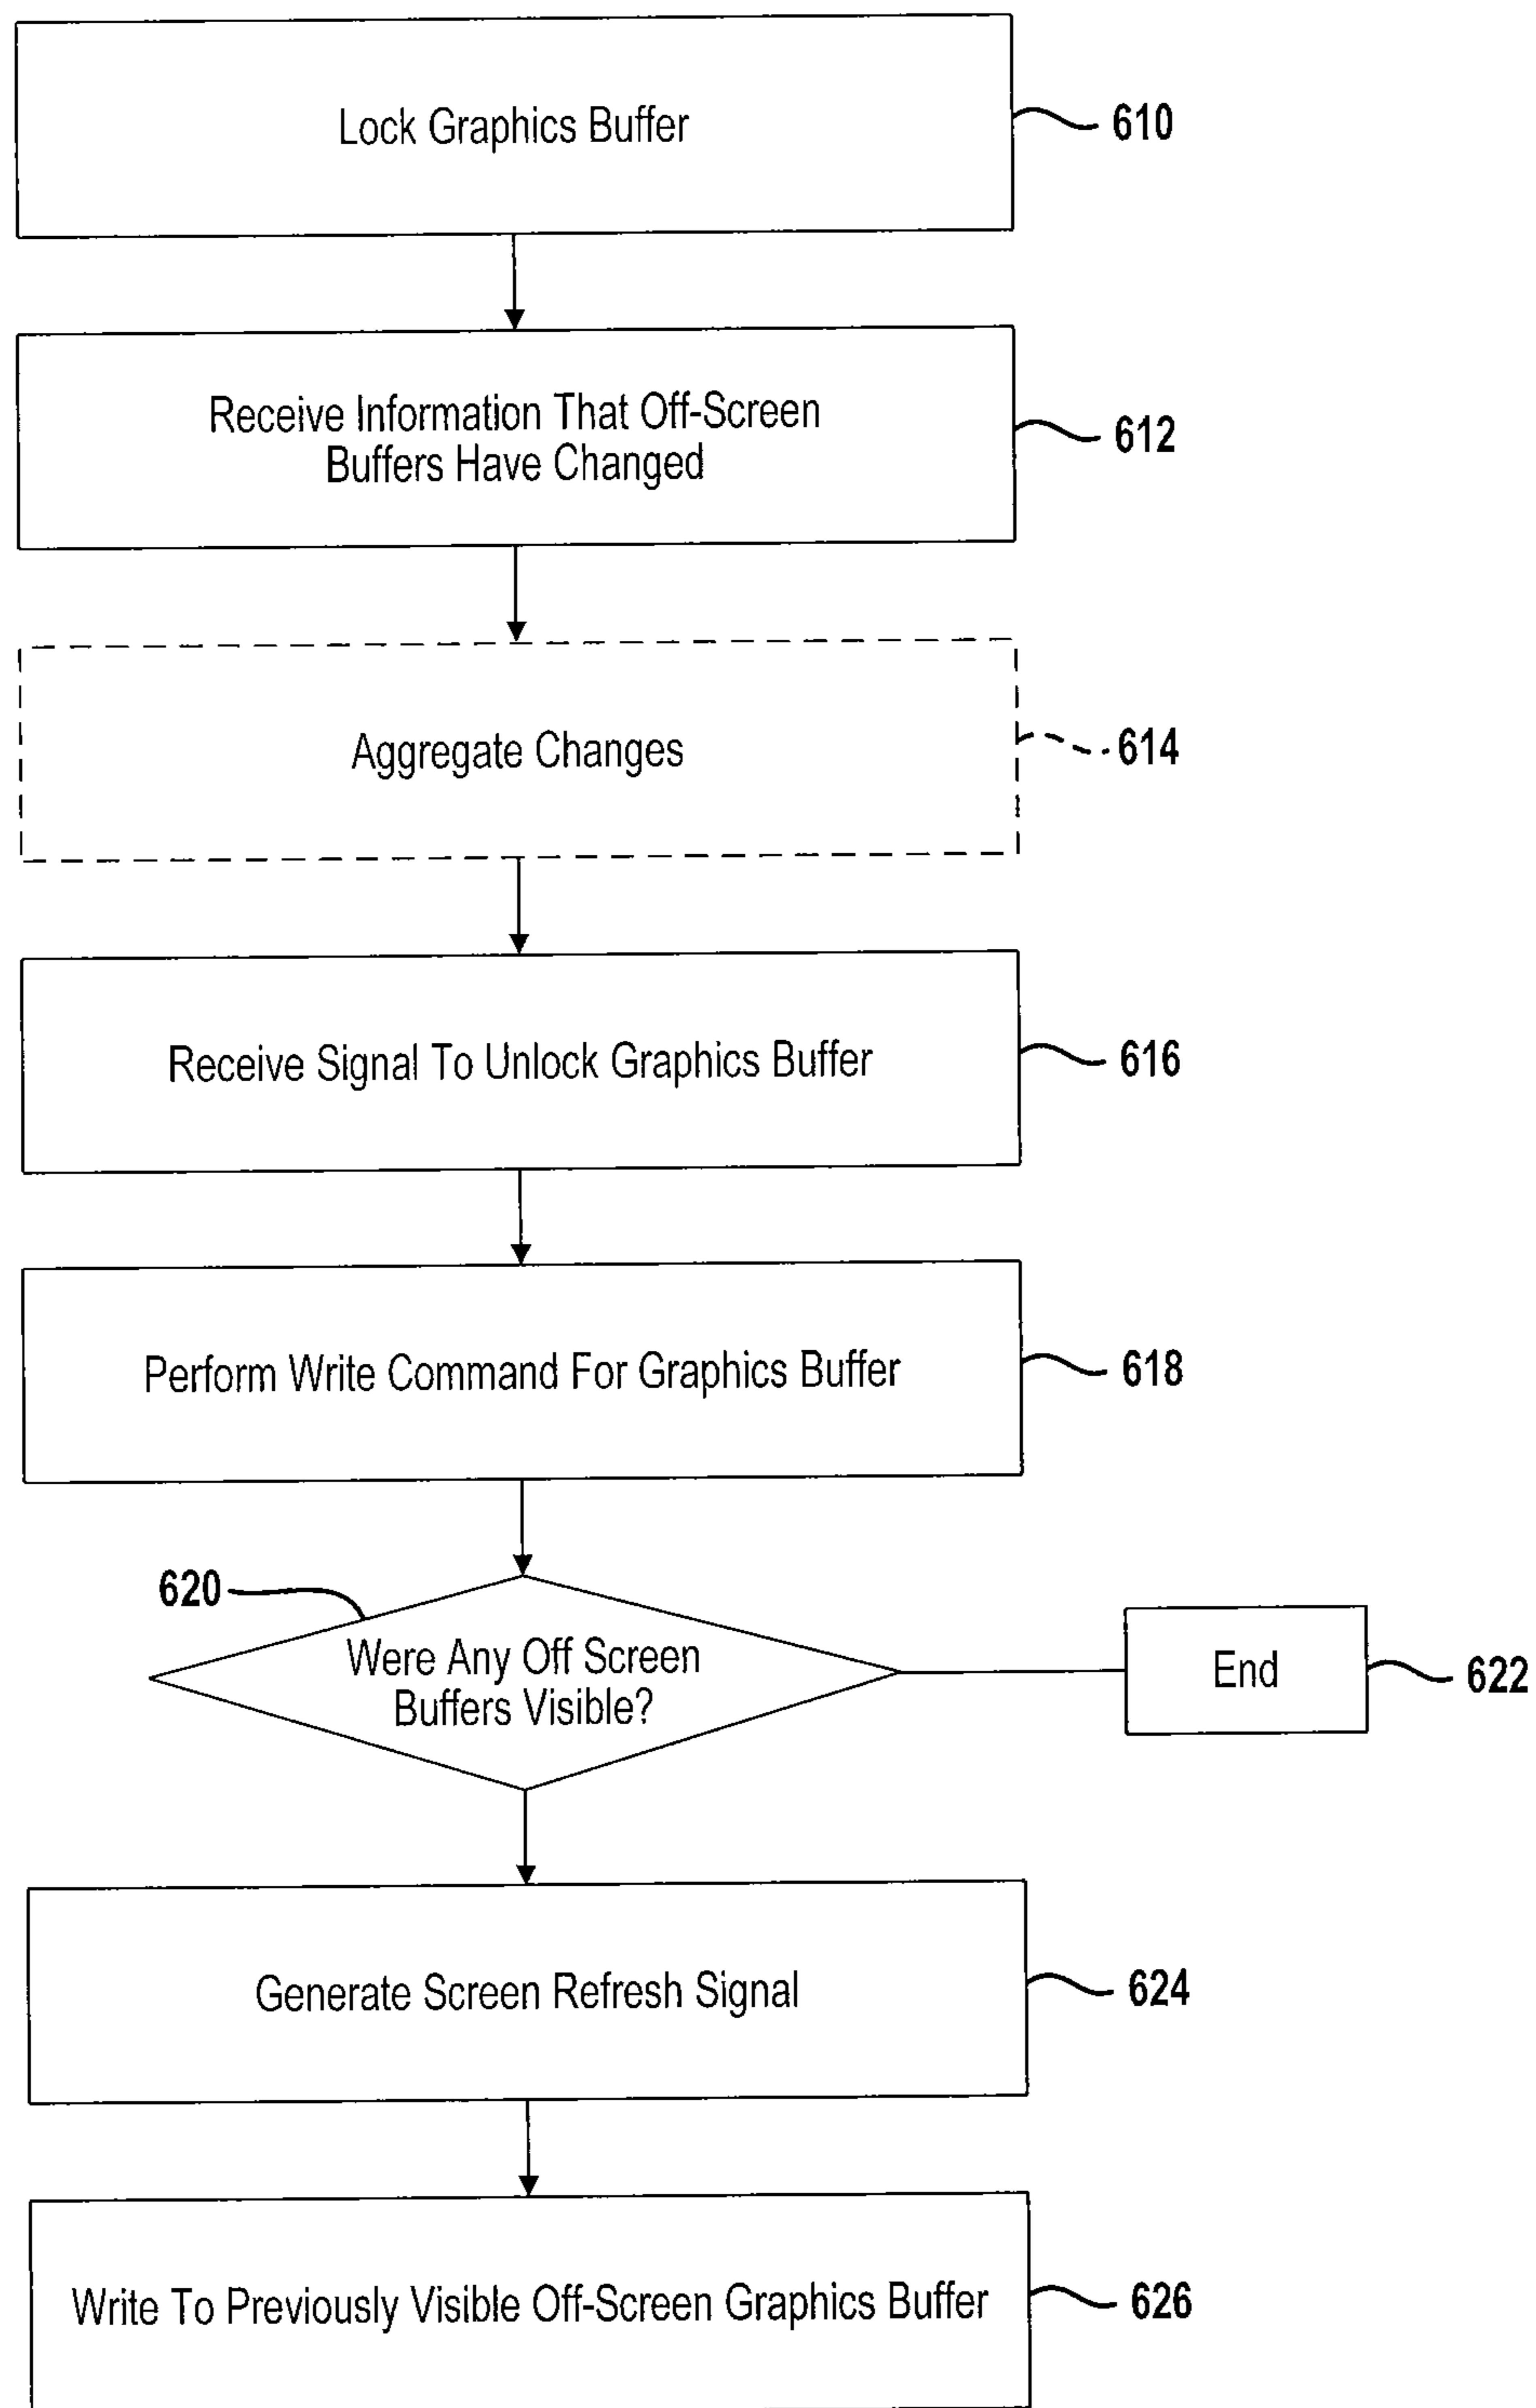 Lock Graphics Buffer
610
Receive Information That Off-Screen
Buffers Have Changed
612
Aggregate Changes
614
Receive Signal To Unlock Graphics Buffer
616
Perform Write Command For Graphics Buffer
618
620
Were Any Off Screen
Buffers Visible?
End
622
Generate Screen Refresh Signal
624
Write To Previously Visible Off-Screen Graphics Buffer
626